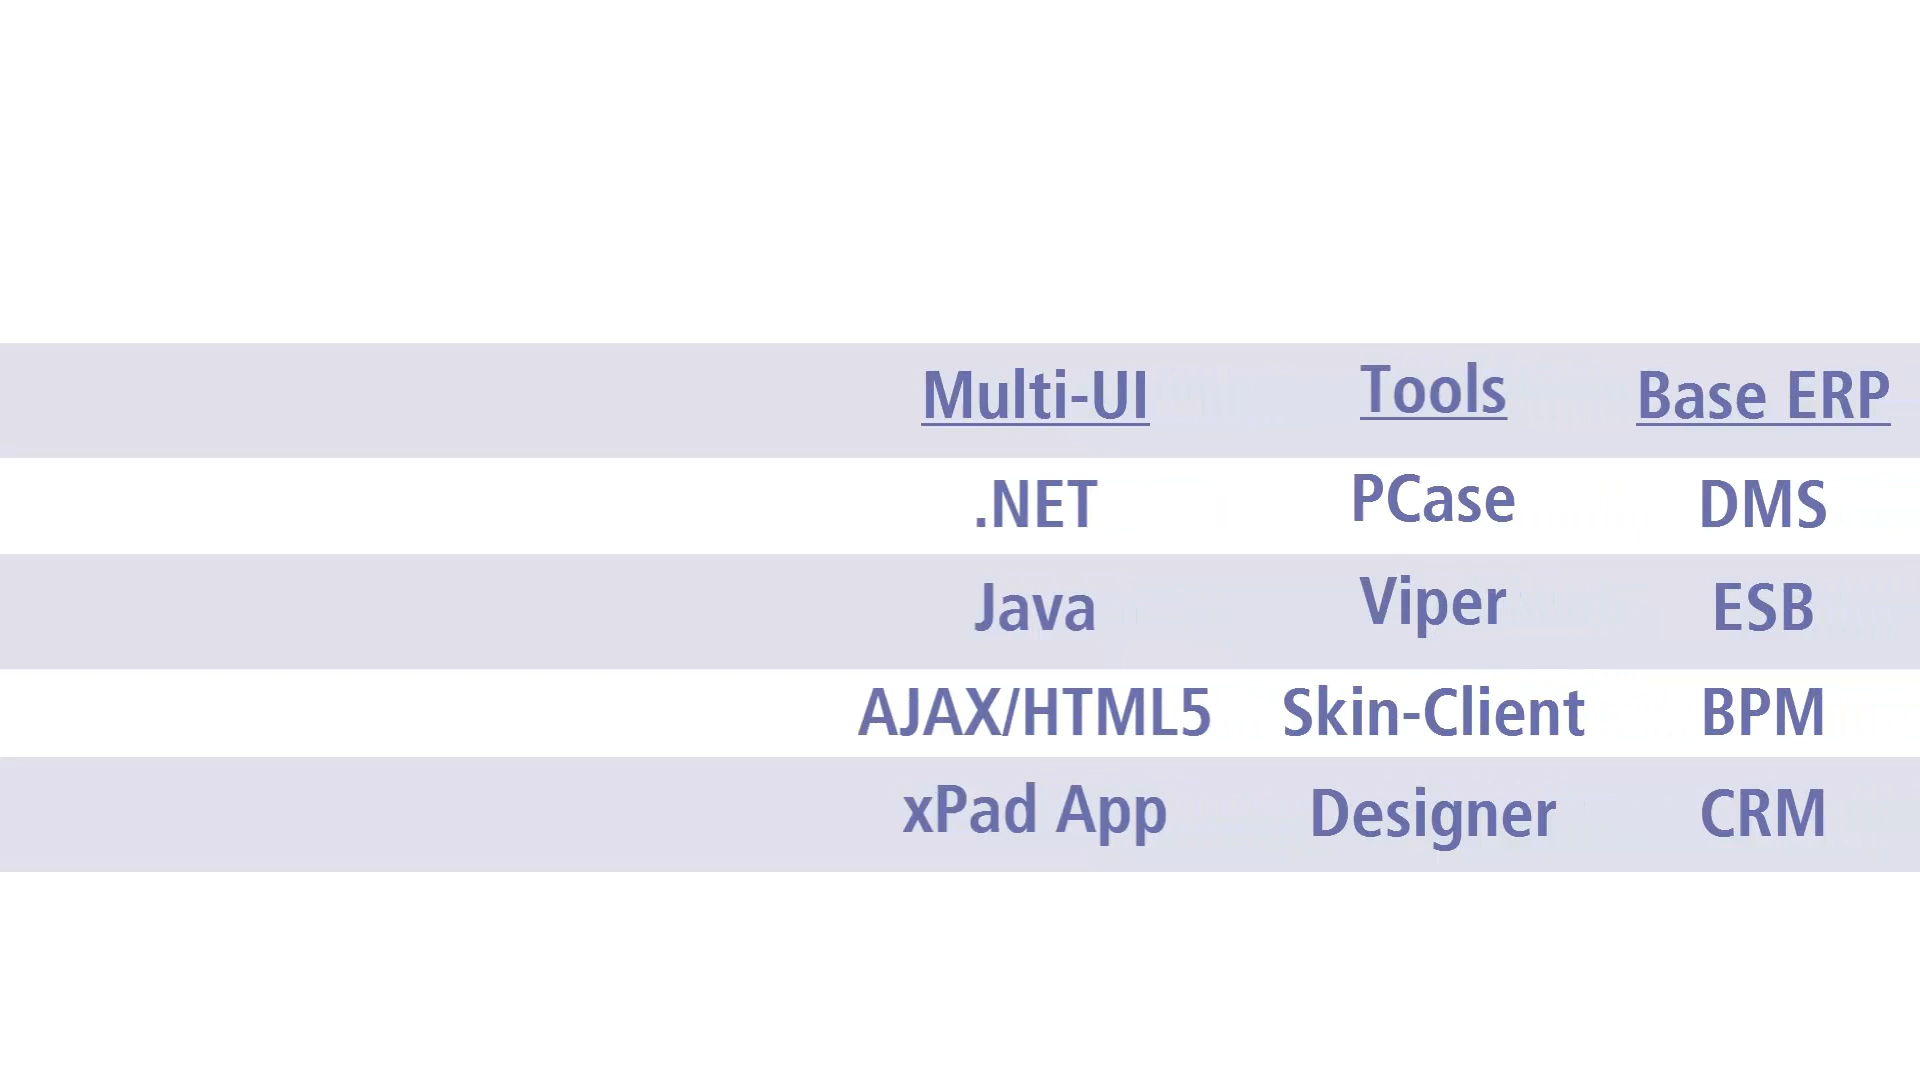 Multi-UI Tools Base ERP
.NET PCase DMS
Java Viper ESB
AJAX/HTML5 Skin-Client BPM
xPad App Designer CRM